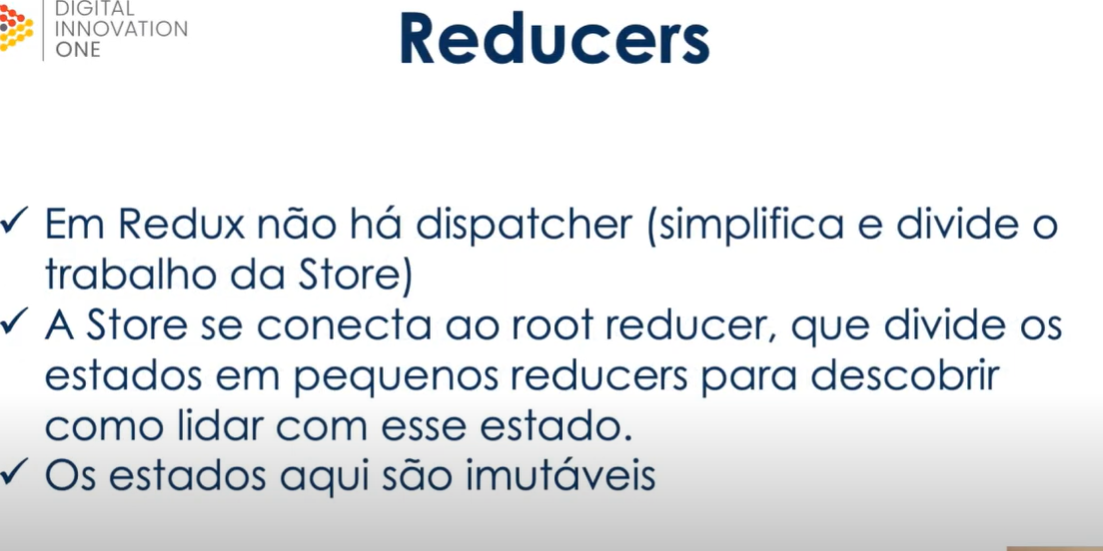 DIGITAL
INNOVATION
ONE
Reducers
✓ Em Redux não há dispatcher (simplifica e divide o
trabalho da Store)
✓ A Store se conecta ao root reducer, que divide os
estados em pequenos reducers para descobrir
como lidar com esse estado.
✓ Os estados aqui são imutáveis